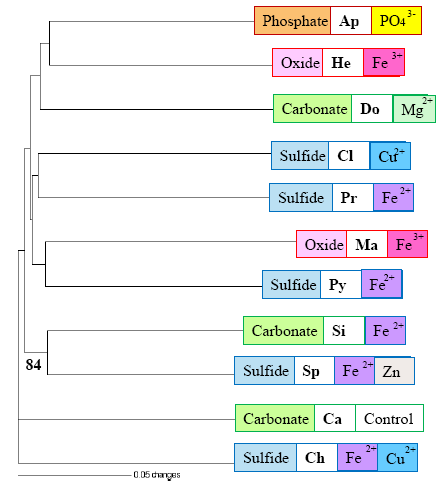 Phosphate Ap PO4 3-
Oxide He Fe 3+
Carbonate Do Mg 2+
Sulfide Cl Cu 2+
Sulfide Pr Fe 2+
Oxide Ma Fe 3+
Sulfide Py Fe 2+
Carbonate Si Fe 2+
84
Sulfide Sp Fe 2+ Zn
Carbonate Ca Control
Sulfide Ch Fe 2+ Cu 2+
0.05 changes